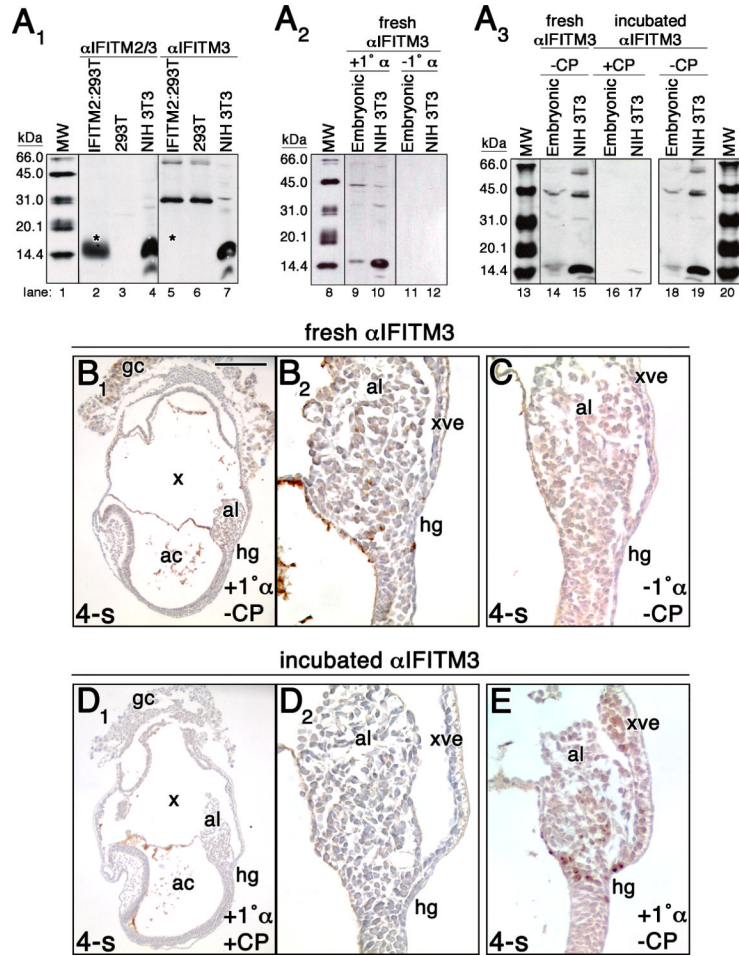 A1
αIFITM2/3 αIFITM3
kDa MW IFITM2:293T 293T NIH 3T3 IFITM2:293T 293T NIH 3T3
66.0
45.0
31.0
20.1
14.4
* *
lane: 1 2 3 4 5 6 7
A2
fresh
αIFITM3
+1° α -1° α
kDa MW Embryonic NIH 3T3 Embryonic NIH 3T3
66.0
45.0
31.0
20.1
14.4
8 9 10 11 12
A3
fresh incubated
αIFITM3 αIFITM3
-CP +CP -CP
kDa MW Embryonic NIH 3T3 Embryonic NIH 3T3 Embryonic NIH 3T3 MW
66.0
45.0
31.0
20.1
14.4
13 14 15 16 17 18 19 20
fresh αIFITM3
B1 gc
x
al
ac hg
+1°α
4-s -CP
B2 al
xve
hg
C xve
al
hg
-1°α
4-s -CP
incubated αIFITM3
D1 gc
x
al
ac hg
+1°α
4-s +CP
D2 al xve
hg
E xve
al
hg
+1°α
4-s -CP